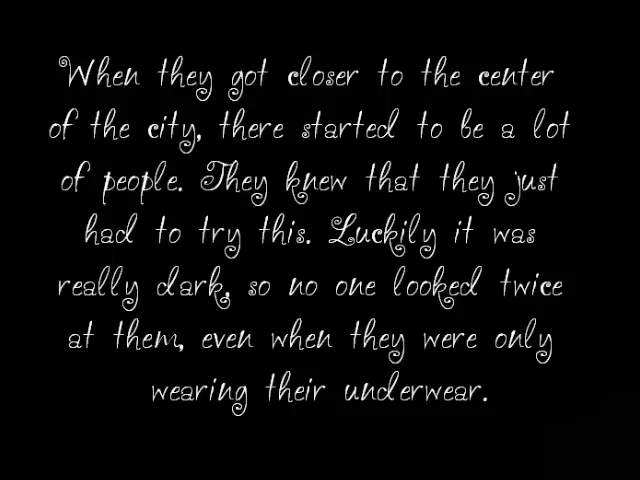 When they got closer to the center
of the city, there started to be a lot
of people. They knew that they just
had to try this. Luckily it was
really dark, so no one looked twice
at them, even when they were only
wearing their underwear.